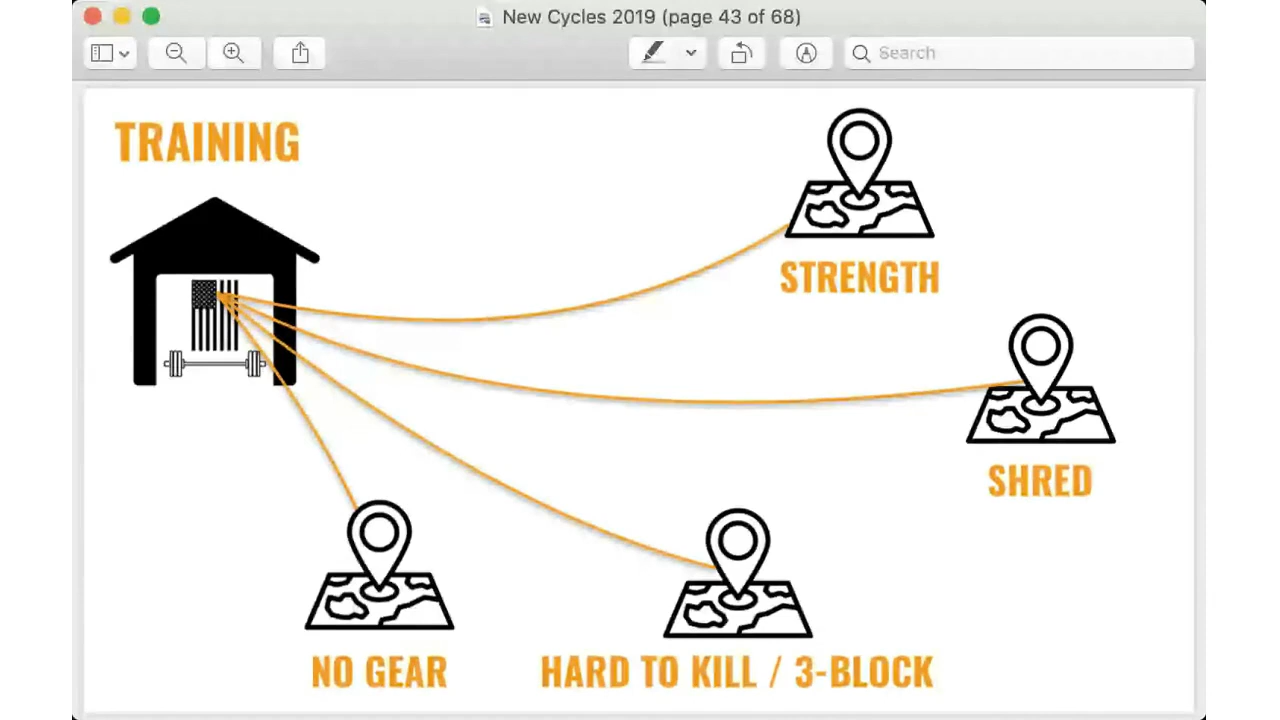 New Cycles 2019 (page 43 of 68)
Search
TRAINING
STRENGTH
SHRED
NO GEAR
HARD TO KILL / 3-BLOCK